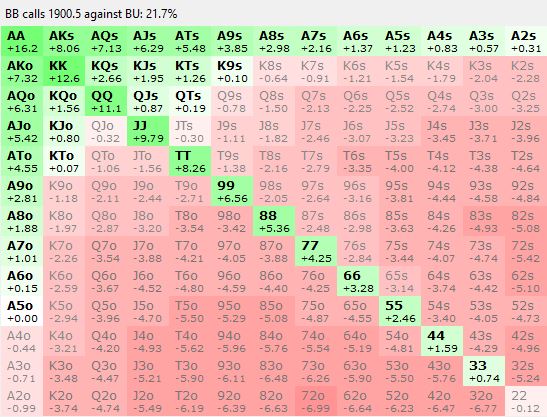 BB calls 1900.5 against BU: 21.7%
AA AKs AQs AJs ATs A9s A8s A7s A6s A5s A4s A3s A2s
+16.2 +8.06 +7.13 +6.29 +5.48 +3.85 +2.98 +2.16 +1.37 +1.23 +0.83 +0.57 +0.31
AKo KK KQs KJs KTs K9s K8s K7s K6s K5s K4s K3s K2s
+7.32 +12.6 +2.66 +1.95 +1.26 +0.10 -0.64 -0.91 -1.21 -1.54 -1.79 -2.04 -2.28
AQo KQo QQ QJs QTs Q9s Q8s Q7s Q6s Q5s Q4s Q3s Q2s
+6.31 +1.56 +11.1 +0.87 +0.19 -0.78 -1.50 -2.13 -2.25 -2.52 -2.74 -3.00 -3.25
AJo KJo QJo JJ JTs J9s J8s J7s J6s J5s J4s J3s J2s
+5.42 +0.80 -0.32 +9.79 -0.30 -1.11 -1.82 -2.46 -3.07 -3.23 -3.45 -3.71 -3.96
ATo KTo QTo JTo TT T9s T8s T7s T6s T5s T4s T3s T2s
+4.55 +0.07 -1.06 -1.56 +8.26 -1.38 -2.16 -2.79 -3.35 -4.00 -4.12 -4.38 -4.64
A9o K9o Q9o J9o T9o 99 98s 97s 96s 95s 94s 93s 92s
+2.81 -1.18 -2.11 -2.44 -2.71 +6.56 -2.05 -2.64 -3.16 -3.81 -4.44 -4.58 -4.84
A8o K8o Q8o J8o T8o 98o 88 87s 86s 85s 84s 83s 82s
+1.88 -1.97 -2.87 -3.20 -3.54 -3.42 +5.36 -2.48 -2.98 -3.63 -4.26 -4.93 -5.08
A7o K7o Q7o J7o T7o 97o 87o 77 76s 75s 74s 73s 72s
+1.01 -2.26 -3.54 -3.88 -4.21 -4.05 -3.88 +4.25 -2.84 -3.44 -4.07 -4.74 -5.42
A6o K6o Q6o J6o T6o 96o 86o 76o 66 65s 64s 63s 62s
+0.15 -2.59 -3.67 -4.52 -4.80 -4.59 -4.40 -4.25 +3.28 -3.14 -3.74 -4.42 -5.10
A5o K5o Q5o J5o T5o 95o 85o 75o 65o 55 54s 53s 52s
+0.00 -2.94 -3.96 -4.70 -5.50 -5.29 -5.08 -4.87 -4.55 +2.46 -3.40 -4.05 -4.73
A4o K4o Q4o J4o T4o 94o 84o 74o 64o 54o 44 43s 42s
-0.44 -3.21 -4.20 -4.93 -5.62 -5.96 -5.76 -5.54 -5.19 -4.81 +1.59 -4.29 -4.96
A3o K3o Q3o J3o T3o 93o 83o 73o 63o 53o 43o 33 32s
-0.71 -3.48 -4.47 -5.21 -5.90 -6.11 -6.48 -6.26 -5.90 -5.50 -5.76 +0.74 -5.24
A2o K2o Q2o J2o T2o 92o 82o 72o 62o 52o 42o 32o 22
-0.99 -3.74 -4.74 -5.49 -6.19 -6.39 -6.63 -6.99 -6.64 -6.23 -6.47 -6.77 -0.12